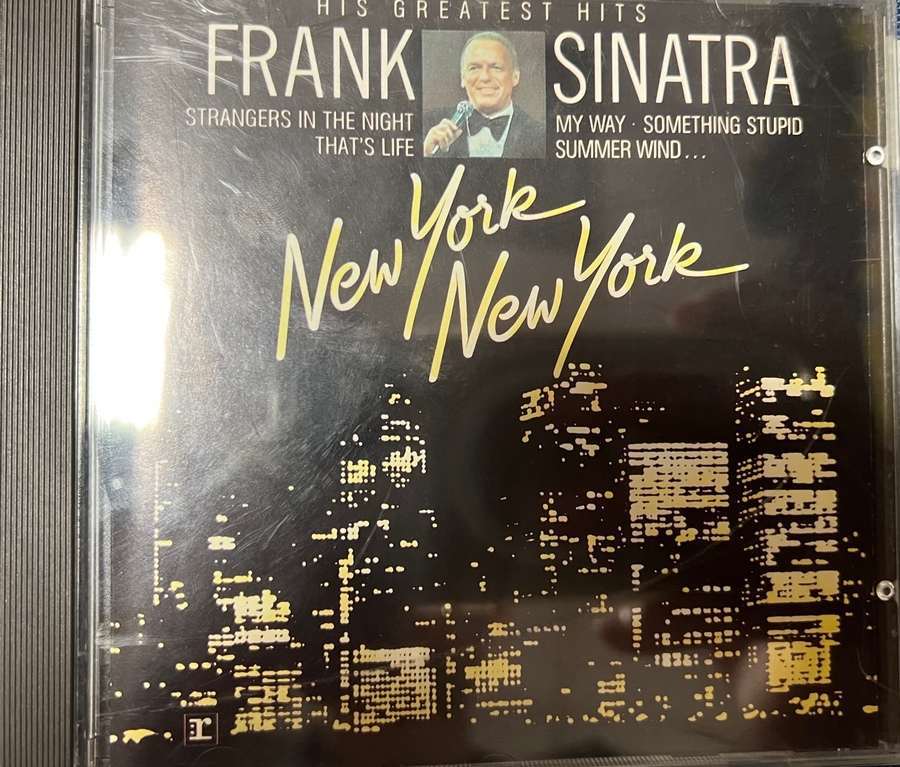 HIS GREATEST HITS
FRANK SINATRA
STRANGERS IN THE NIGHT
THAT'S LIFE
MY WAY · SOMETHING STUPID
SUMMER WIND...
New York
New York